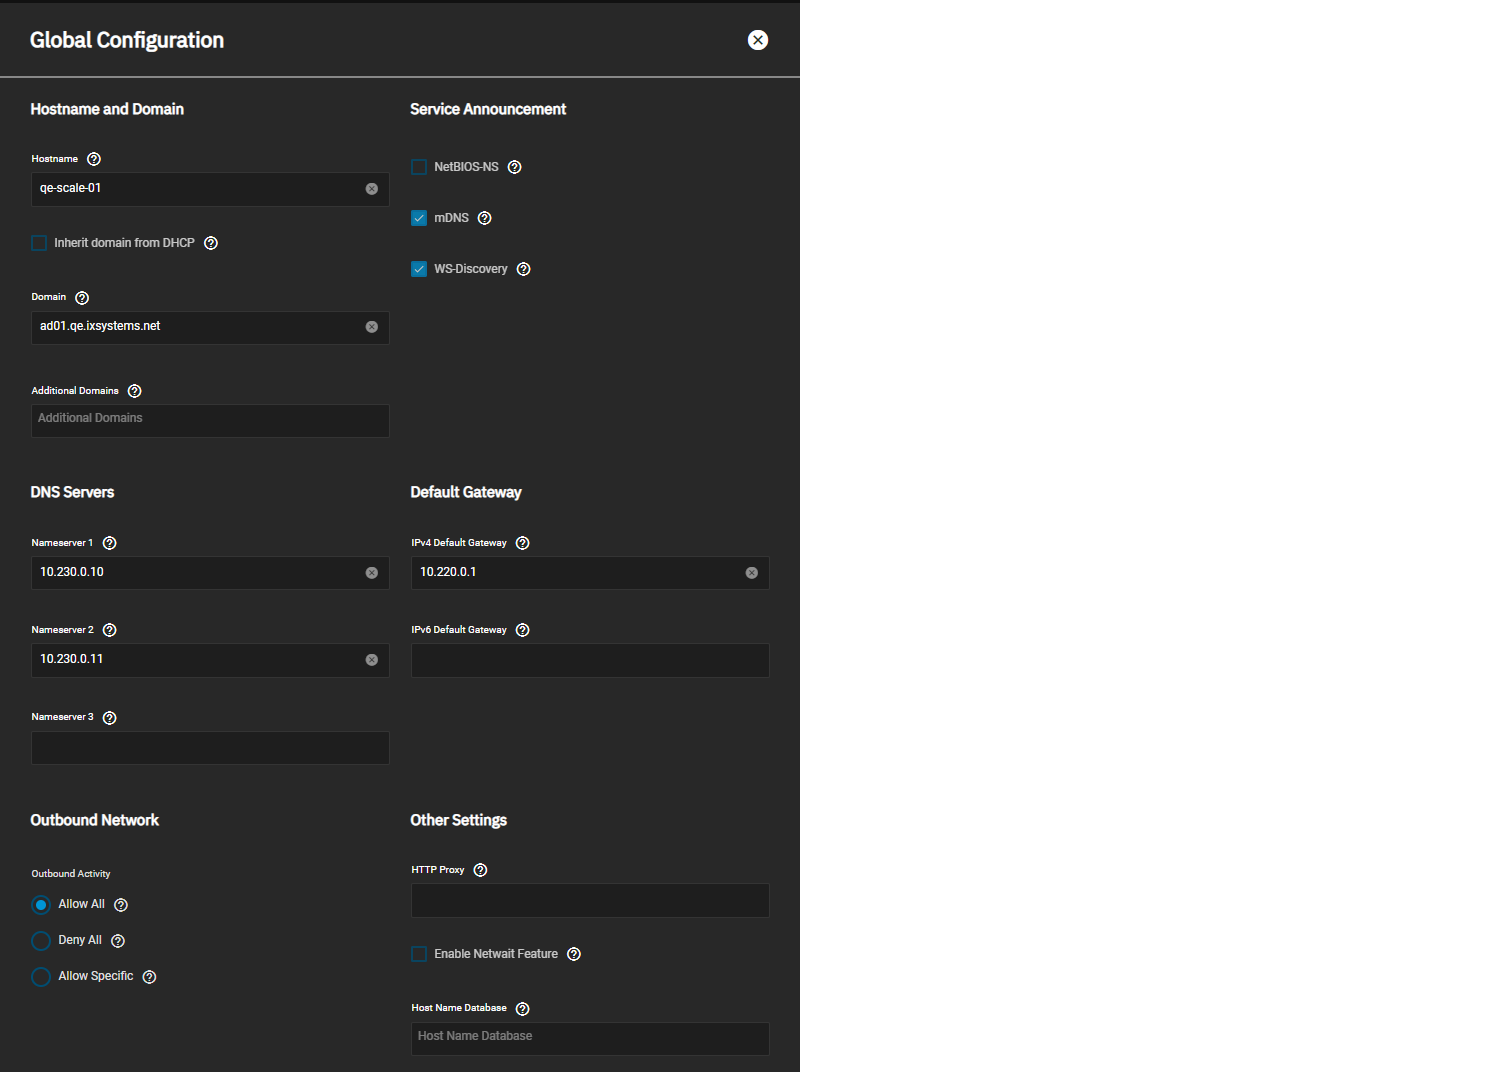 Global Configuration
Hostname and Domain
Hostname
qe-scale-01
Inherit domain from DHCP
Domain
ad01.qe.ixsystems.net
Additional Domains
Additional Domains
Service Announcement
NetBIOS-NS
mDNS
WS-Discovery
DNS Servers
Nameserver 1
10.230.0.10
Nameserver 2
10.230.0.11
Nameserver 3
Default Gateway
IPv4 Default Gateway
10.220.0.1
IPv6 Default Gateway
Outbound Network
Outbound Activity
Allow All
Deny All
Allow Specific
Other Settings
HTTP Proxy
Enable Netwait Feature
Host Name Database
Host Name Database